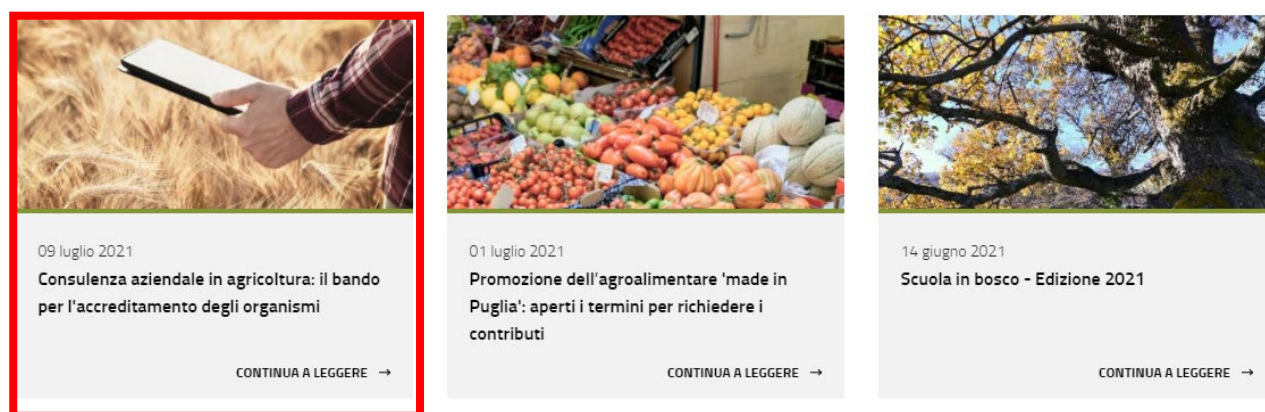 09 luglio 2021
Consulenza aziendale in agricoltura: il bando
per l'accreditamento degli organismi
CONTINUA A LEGGERE →
01 luglio 2021
Promozione dell’agroalimentare 'made in
Puglia': aperti i termini per richiedere i
contributi
CONTINUA A LEGGERE →
14 giugno 2021
Scuola in bosco - Edizione 2021
CONTINUA A LEGGERE →